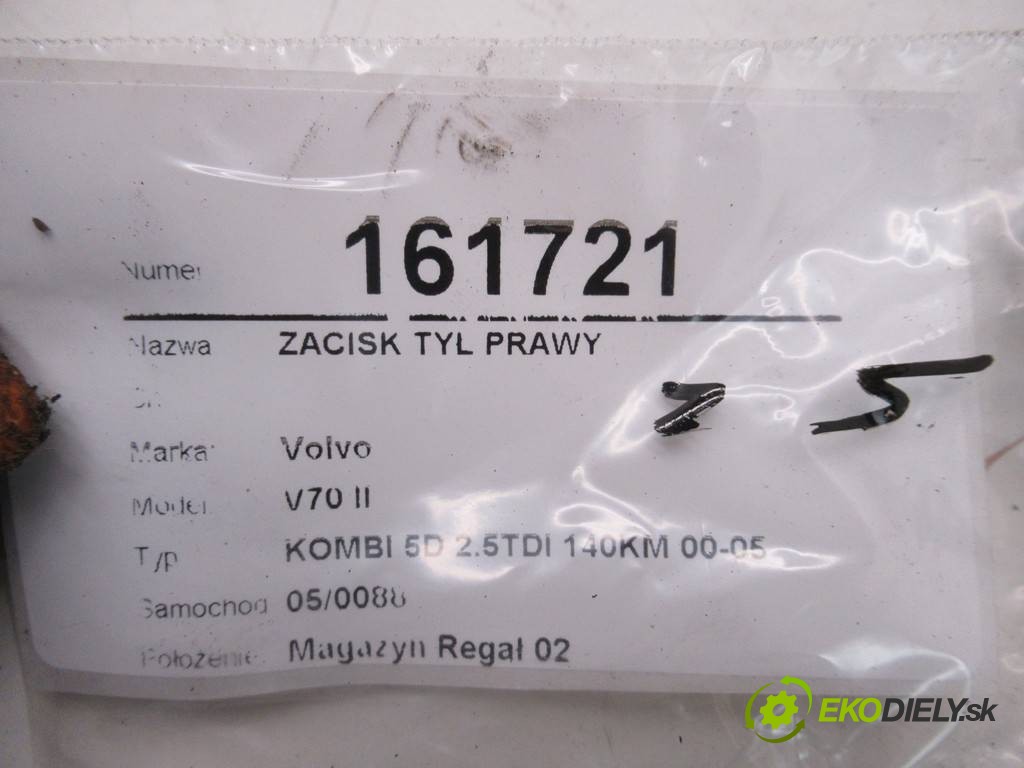 Numer 161721
Nazwa ZACISK TYŁ PRAWY
Marka Volvo
Model V70 II
Typ KOMBI 5D 2.5TDI 140KM 00-05
Samochod 05/0088
Położenie Magazyn Regał 02
5
EKODIELY.sk